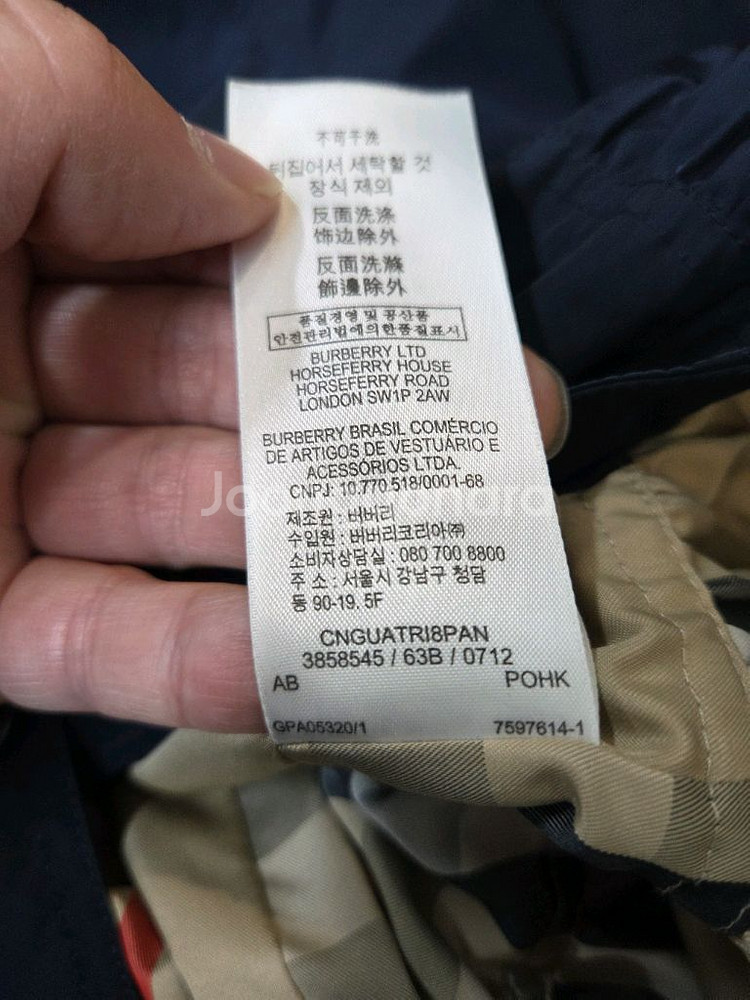 不可干洗
뒤집어서 세탁할 것
장식 제외
反面洗涤
饰边除外
反面洗滌
飾邊除外
품질경영 및 공산품
안전관리법에의한품질표시
BURBERRY LTD
HORSEFERRY HOUSE
HORSEFERRY ROAD
LONDON SW1P 2AW
BURBERRY BRASIL COMÉRCIO
DE ARTIGOS DE VESTUÁRIO E
ACESSÓRIOS LTDA.
CNPJ: 10.770.518/0001-68
제조원 : 버버리
수입원 : 버버리코리아㈜
소비자상담실 : 080 700 8800
주 소 : 서울시 강남구 청담
동 90-19. 5F
CNGUATRI8PAN
3858545 / 63B / 0712
AB POHK
GPA05320/1 7597614-1